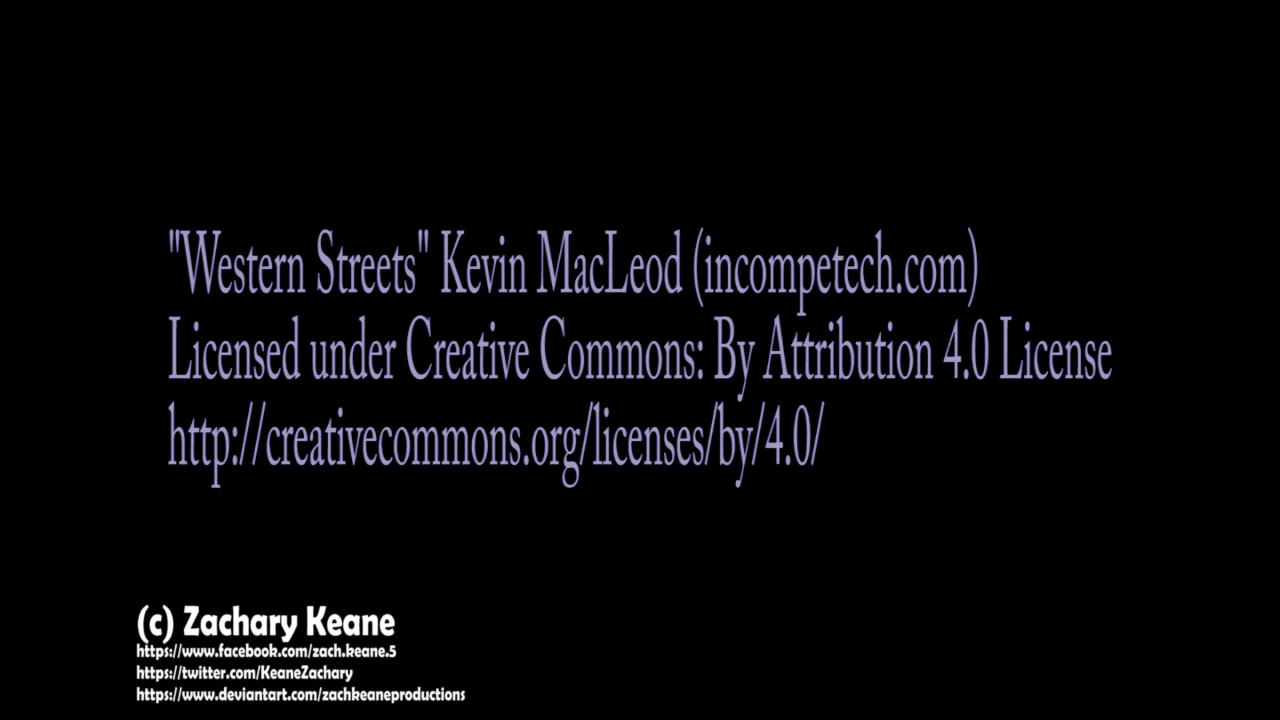 "Western Streets" Kevin MacLeod (incompetech.com)
Licensed under Creative Commons: By Attribution 4.0 License
http://creativecommons.org/licenses/by/4.0/
(c) Zachary Keane
https://www.facebook.com/zach.keane.5
https://twitter.com/KeaneZachary
https://www.deviantart.com/zachkeaneproductions